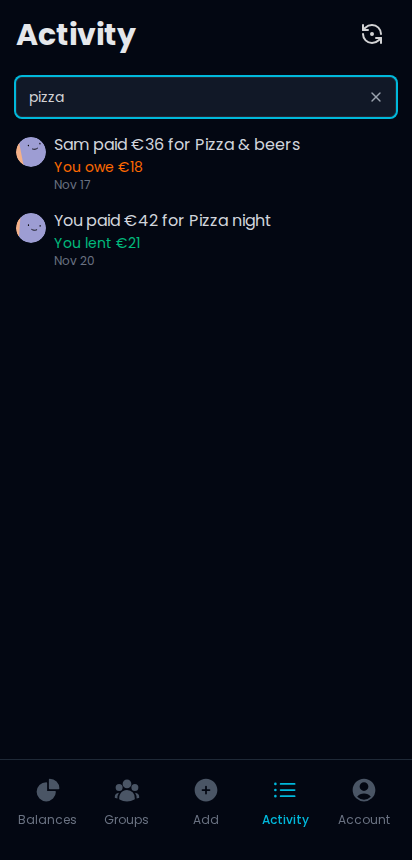 Activity
pizza
Sam paid €36 for Pizza & beers
You owe €18
Nov 17
You paid €42 for Pizza night
You lent €21
Nov 20
Balances Groups Add Activity Account